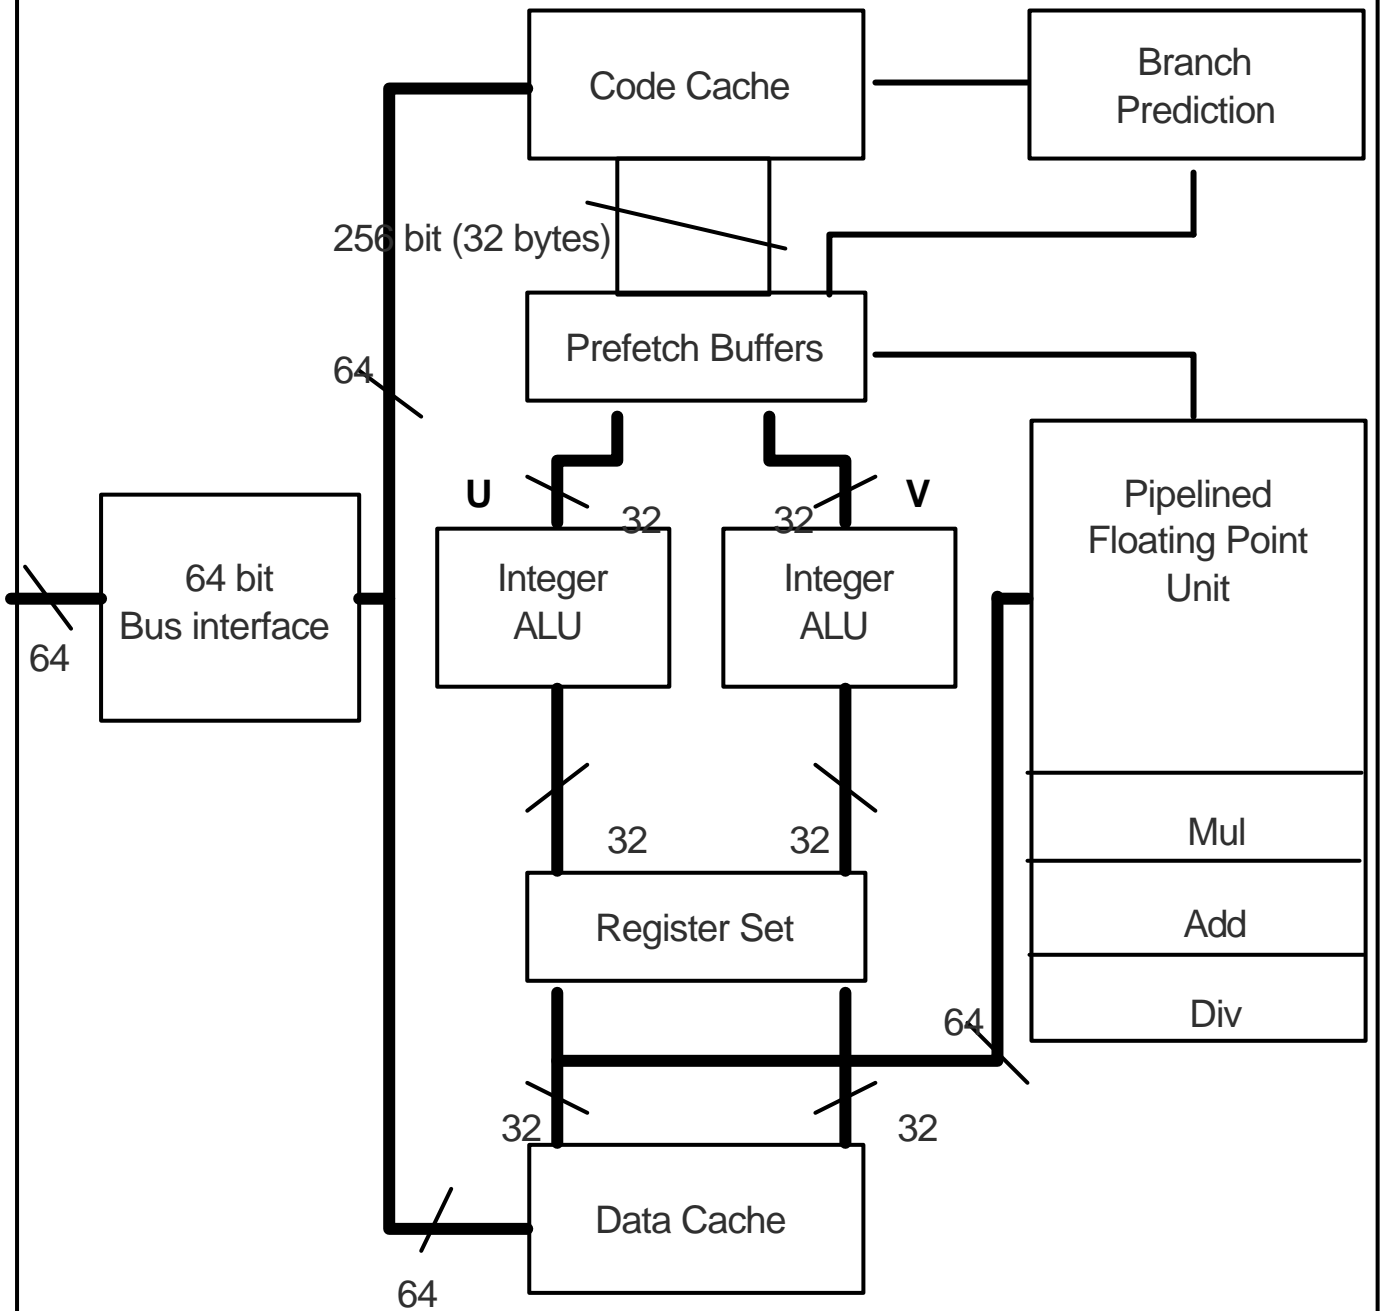 Code Cache
Branch
Prediction
256 bit (32 bytes)
Prefetch Buffers
64
U
32
32
V
64 bit
Bus interface
64
Integer
ALU
Integer
ALU
Pipelined
Floating Point
Unit
32
32
Mul
Register Set
Add
64
Div
32
32
Data Cache
64